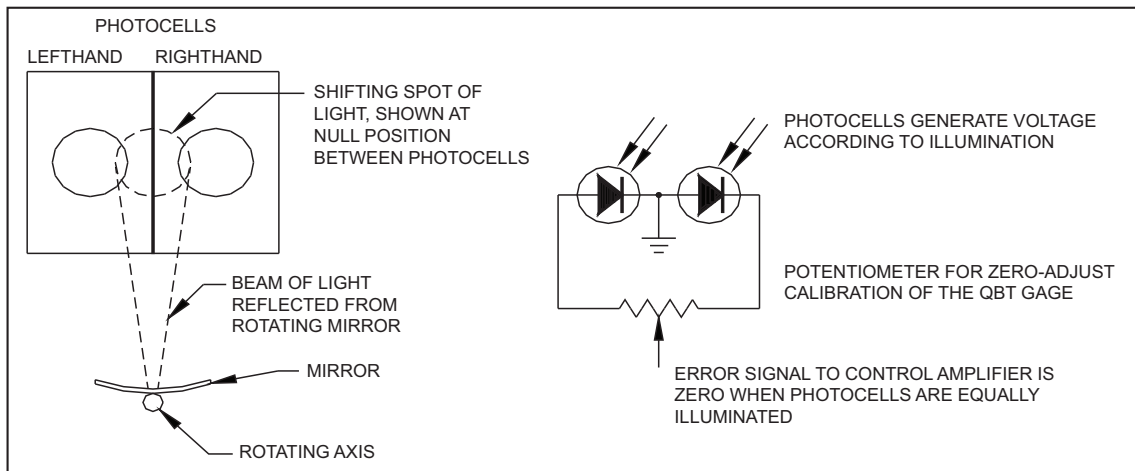 PHOTOCELLS
LEFTHAND
RIGHTHAND
SHIFTING SPOT OF
LIGHT, SHOWN AT
NULL POSITION
BETWEEN PHOTOCELLS
BEAM OF LIGHT
REFLECTED FROM
ROTATING MIRROR
MIRROR
ROTATING AXIS
PHOTOCELLS GENERATE VOLTAGE
ACCORDING TO ILLUMINATION
POTENTIOMETER FOR ZERO-ADJUST
CALIBRATION OF THE QBT GAGE
ERROR SIGNAL TO CONTROL AMPLIFIER IS
ZERO WHEN PHOTOCELLS ARE EQUALLY
ILLUMINATED